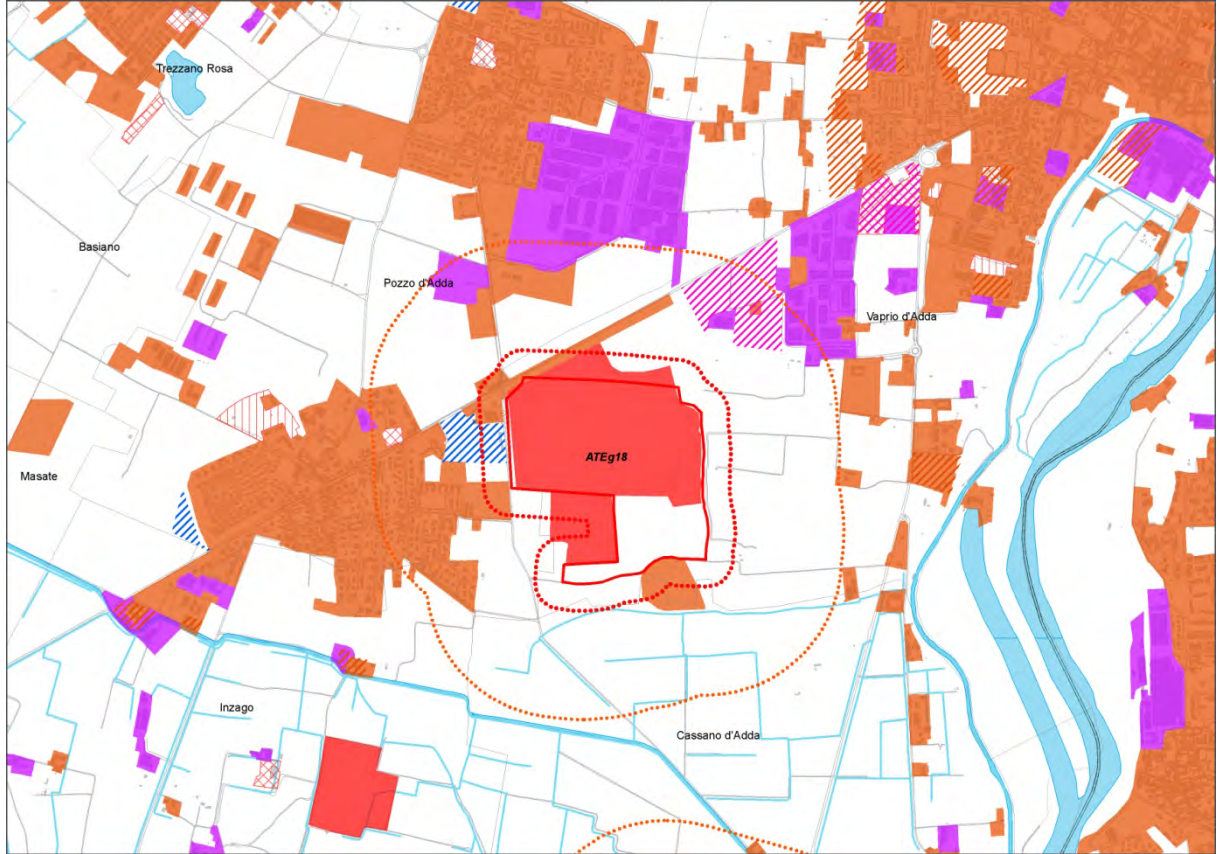 Trezzano Rosa
Basiano
Pozzo d'Adda
Vaprio d'Adda
ATEg18
Masate
Inzago
Cassano d'Adda